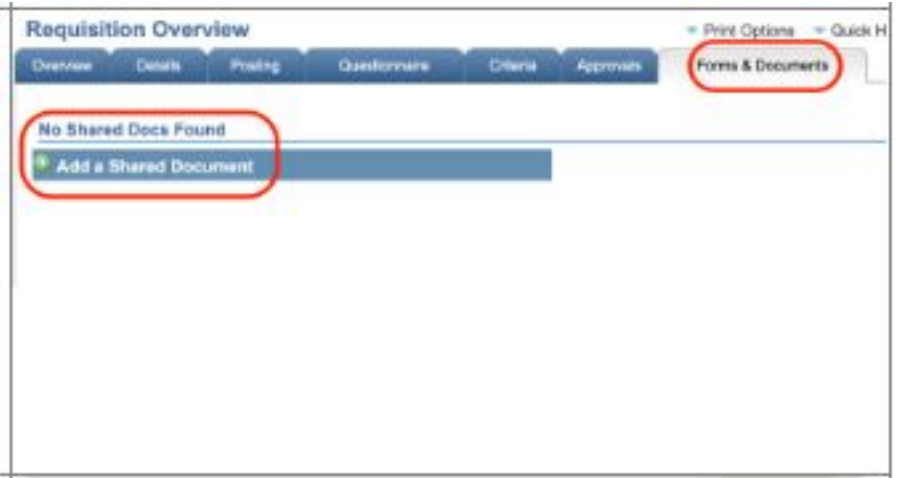 Requisition Overview
Print Options Quick H
Overview Details Posting Questionnaire Criteria Approvals Forms & Documents
No Shared Docs Found
Add a Shared Document